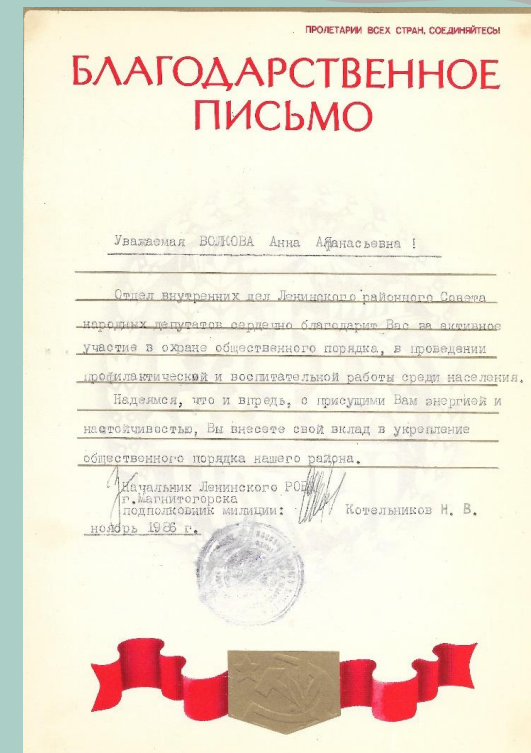 ПРОЛЕТАРИИ ВСЕХ СТРАН, СОЕДИНЯЙТЕСЬ!
БЛАГОДАРСТВЕННОЕ
ПИСЬМО
Уважаемая ВОЛКОВА Анна Афанасьевна !
Отдел внутренних дел Ленинского районного Совета
народных депутатов сердечно благодарит Вас за активное
участие в охране общественного порядка, в проведении
профилактической и воспитательной работы среди населения.
Надеямся, что и впредь, с присущими Вам энергией и
настойчивостью, Вы внесете свой вклад в укрепление
общественного порядка нашего района.
Начальник Ленинского РОВД
г.Магнитогорска
подполковник милиции: Котельников Н. В.
ноябрь 1986 г.